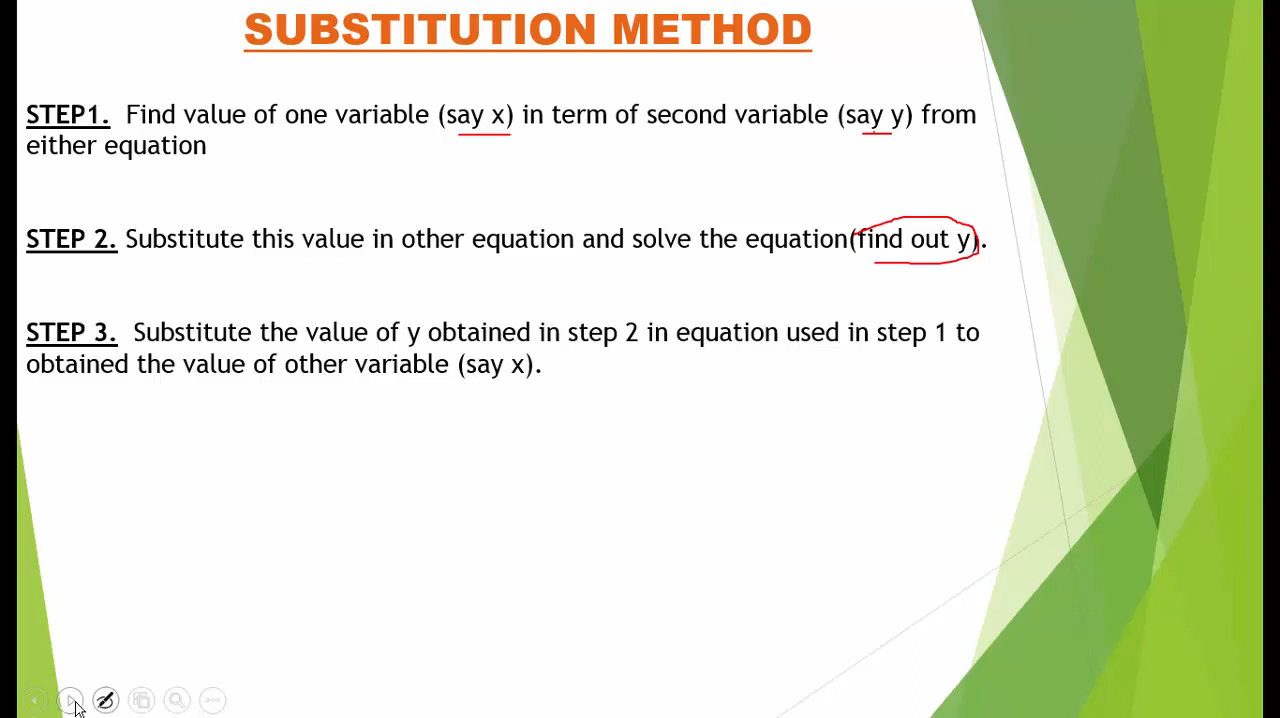 SUBSTITUTION METHOD
STEP1. Find value of one variable (say x) in term of second variable (say y) from
either equation
STEP 2. Substitute this value in other equation and solve the equation(find out y).
STEP 3. Substitute the value of y obtained in step 2 in equation used in step 1 to
obtained the value of other variable (say x).